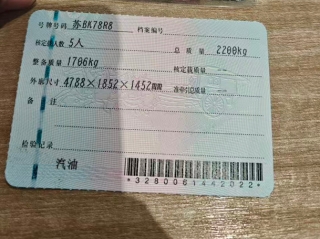 号牌号码 苏BK78R8 档案编号
核定载人数 5人 总质量 2200kg
整备质量 1706kg 核定载质量 --
外廓尺寸 4788×1852×1452mm 准牵引总质量 --
备注
检验记录
汽油
*3280061442022*